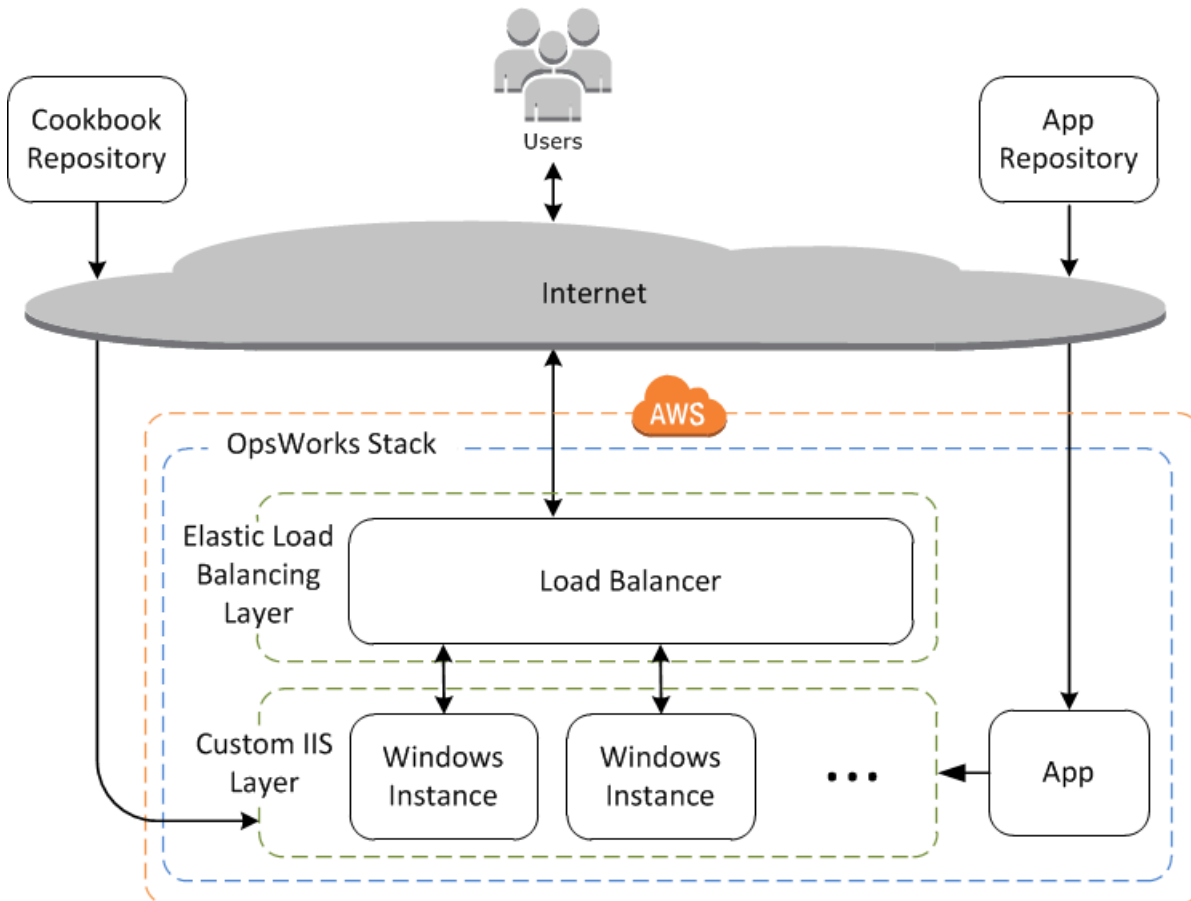 Users
Cookbook
Repository
App
Repository
Internet
AWS
OpsWorks Stack
Elastic Load
Balancing
Layer
Load Balancer
Custom IIS
Layer
Windows
Instance
Windows
Instance
...
App